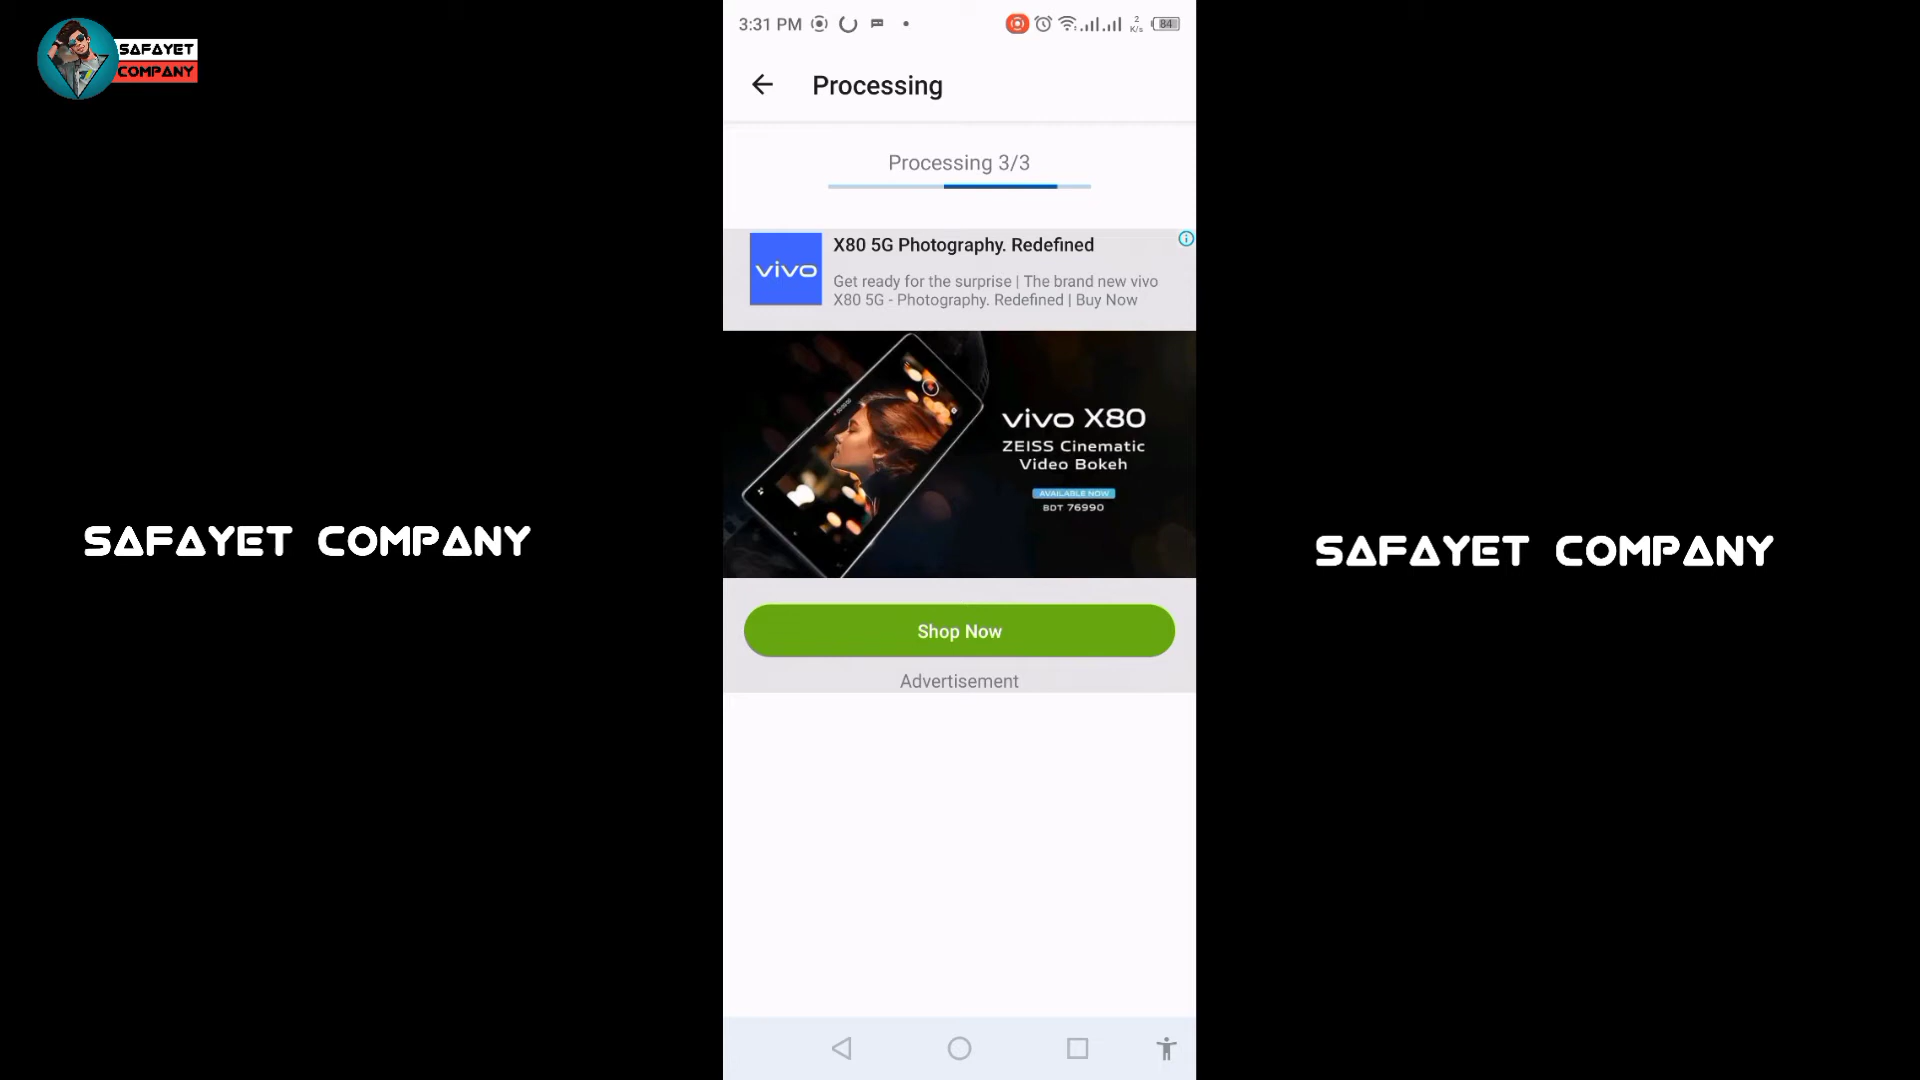 SAFAYET
COMPANY
3:31 PM
2
K/s
84
Processing
Processing 3/3
vivo
X80 5G Photography. Redefined
Get ready for the surprise | The brand new vivo
X80 5G - Photography. Redefined | Buy Now
vivo X80
ZEISS Cinematic
Video Bokeh
AVAILABLE NOW
BDT 76990
SAFAYET COMPANY
SAFAYET COMPANY
Shop Now
Advertisement